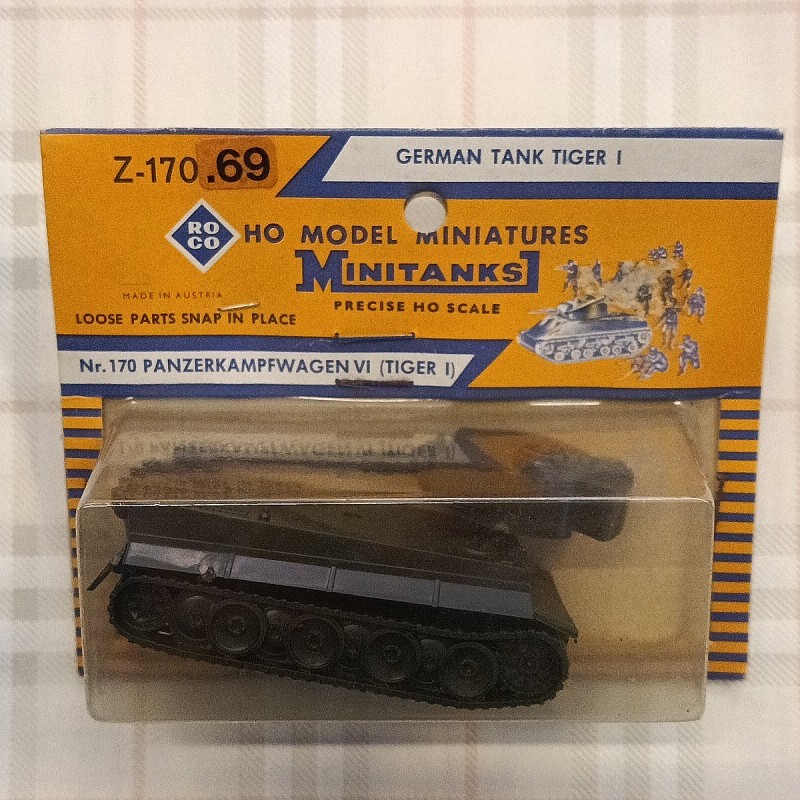 Z-170 .69
GERMAN TANK TIGER I
RO
CO
HO MODEL MINIATURES
MINITANKS
PRECISE HO SCALE
MADE IN AUSTRIA
LOOSE PARTS SNAP IN PLACE
Nr. 170 PANZERKAMPFWAGEN VI (TIGER I)